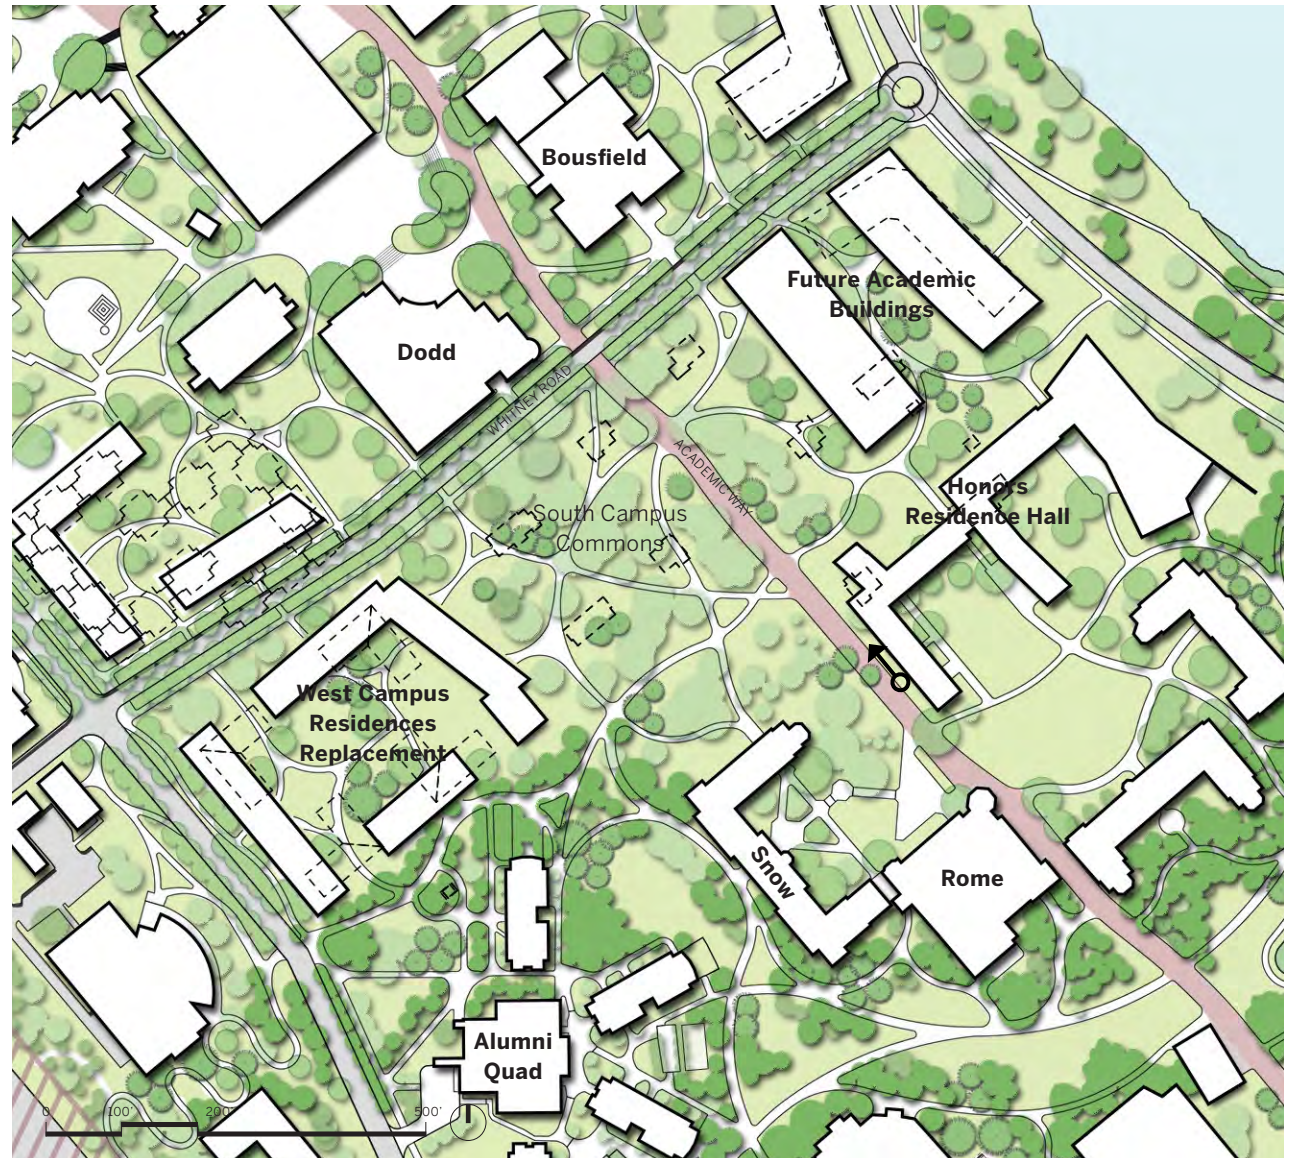 Bousfield
Future Academic
Buildings
Dodd
WHITNEY ROAD
ACADEMIC WAY
Honors
Residence Hall
South Campus
Commons
West Campus
Residences
Replacement
Snow
Rome
Alumni
Quad
0 100' 200' 500'